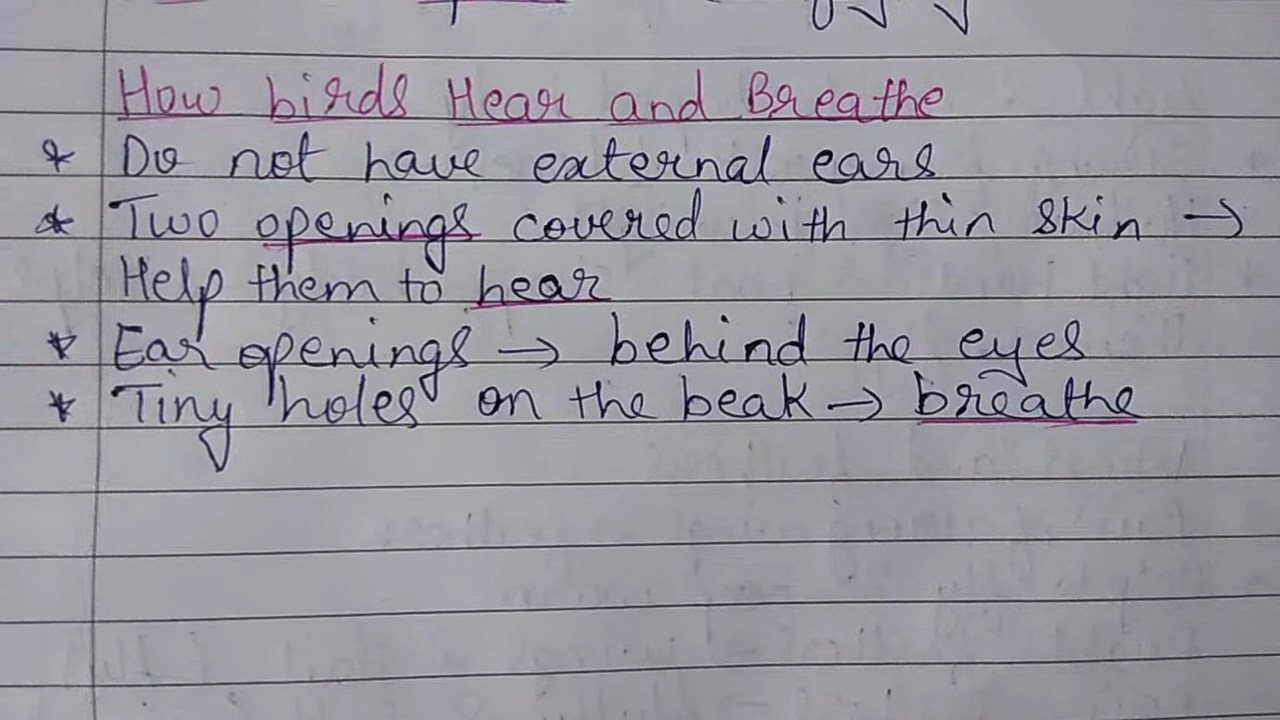 How birds Hear and Breathe
* Do not have external ears
* Two openings covered with thin skin →
Help them to hear
* Ear openings → behind the eyes
* Tiny holes on the beak → breathe